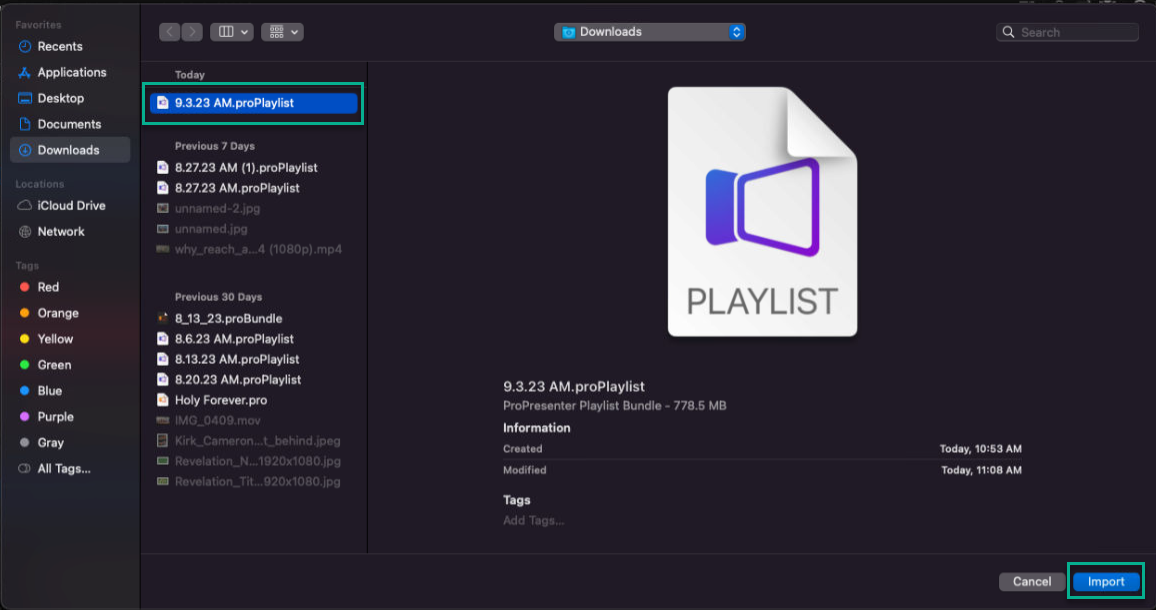 Favorites
Recents
Applications
Desktop
Documents
Downloads
Locations
iCloud Drive
Network
Tags
Red
Orange
Yellow
Green
Blue
Purple
Gray
All Tags...
Downloads
Search
Today
9.3.23 AM.proPlaylist
Previous 7 Days
8.27.23 AM (1).proPlaylist
8.27.23 AM.proPlaylist
unnamed-2.jpg
unnamed.jpg
why_reach_a...4 (1080p).mp4
Previous 30 Days
8_13_23.proBundle
8.6.23 AM.proPlaylist
8.13.23 AM.proPlaylist
8.20.23 AM.proPlaylist
Holy Forever.pro
IMG_0409.mov
Kirk_Cameron...t_behind.jpeg
Revelation_N...1920x1080.jpg
Revelation_Tit...920x1080.jpg
PLAYLIST
9.3.23 AM.proPlaylist
ProPresenter Playlist Bundle - 778.5 MB
Information
Created Today, 10:53 AM
Modified Today, 11:08 AM
Tags
Add Tags...
Cancel
Import